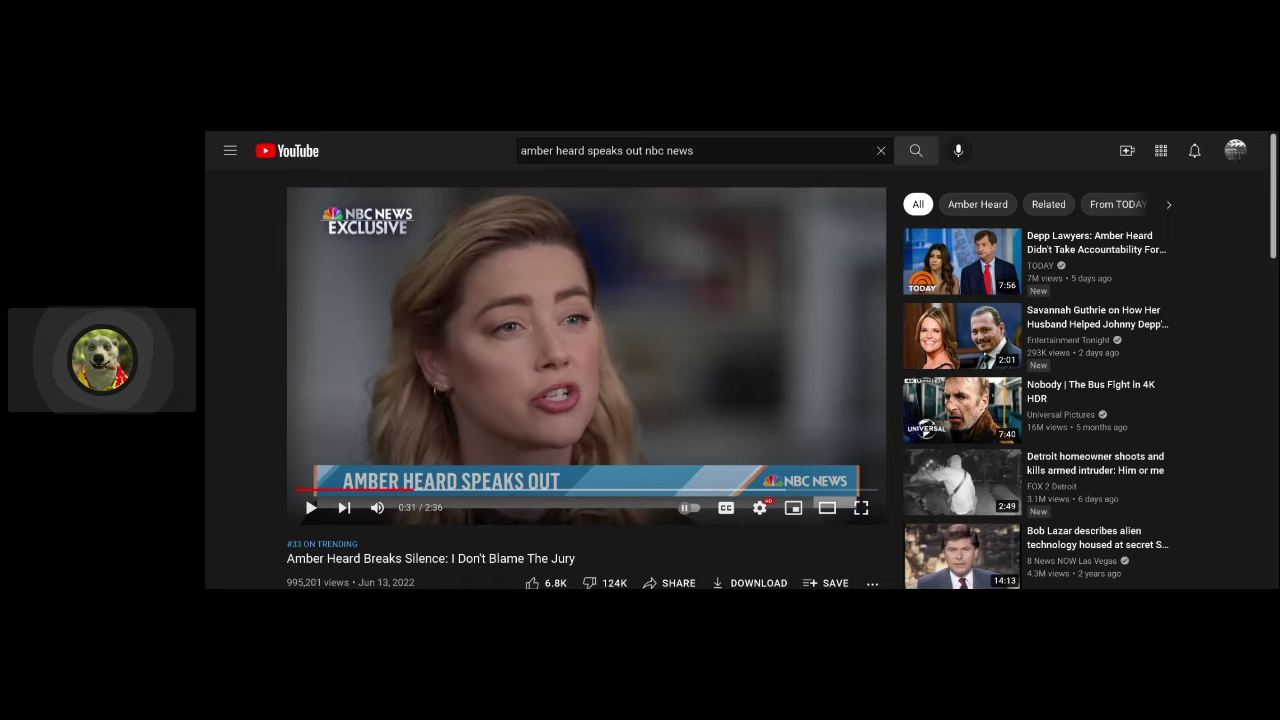 YouTube
amber heard speaks out nbc news
NBC NEWS
EXCLUSIVE
AMBER HEARD SPEAKS OUT
NBC NEWS
0:31 / 2:36
CC
HD
#33 ON TRENDING
Amber Heard Breaks Silence: I Don't Blame The Jury
995,201 views • Jun 13, 2022
6.8K
124K
SHARE
DOWNLOAD
SAVE
All
Amber Heard
Related
From TODAY
TODAY
7:56
Depp Lawyers: Amber Heard
Didn't Take Accountability For...
TODAY
7M views • 5 days ago
New
2:01
Savannah Guthrie on How Her
Husband Helped Johnny Depp'...
Entertainment Tonight
293K views • 2 days ago
New
4K ULTRA HD
UNIVERSAL
7:40
Nobody | The Bus Fight in 4K
HDR
Universal Pictures
16M views • 5 months ago
2:49
Detroit homeowner shoots and
kills armed intruder: Him or me
FOX 2 Detroit
3.1M views • 6 days ago
New
14:13
Bob Lazar describes alien
technology housed at secret S...
8 News NOW Las Vegas
4.3M views • 2 years ago